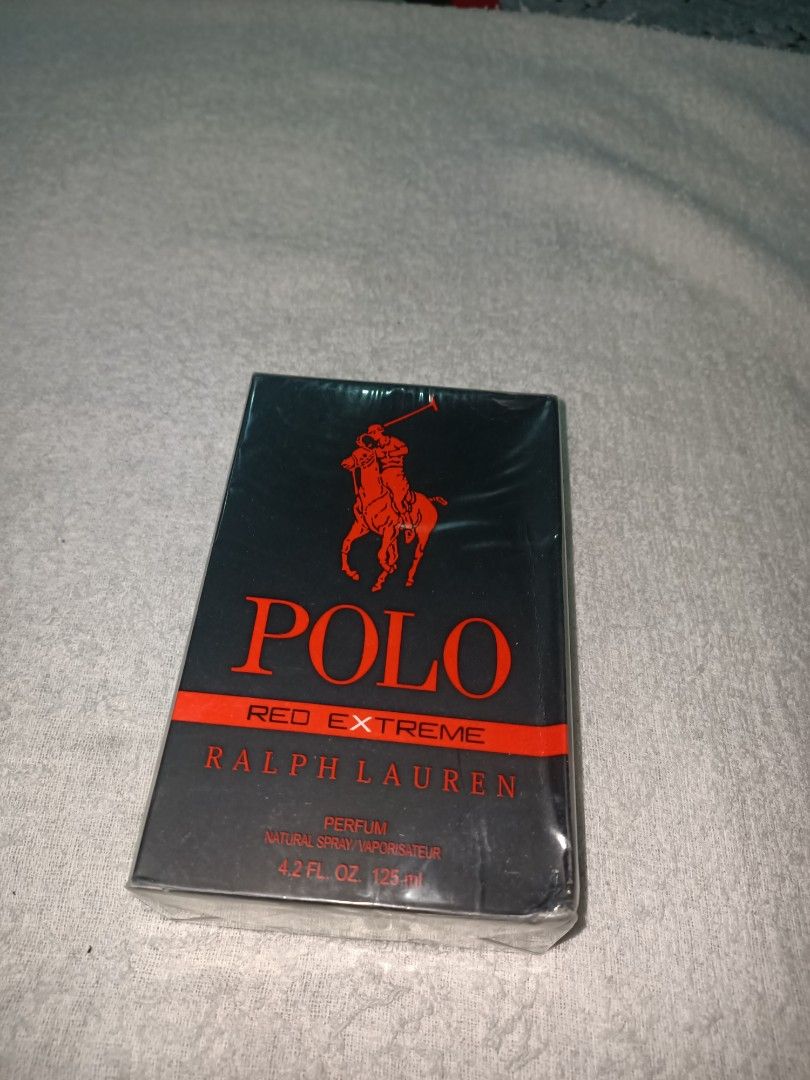 POLO
RED EXTREME
RALPH LAUREN
PERFUM
NATURAL SPRAY/VAPORISATEUR
4.2 FL. OZ. 125 ml